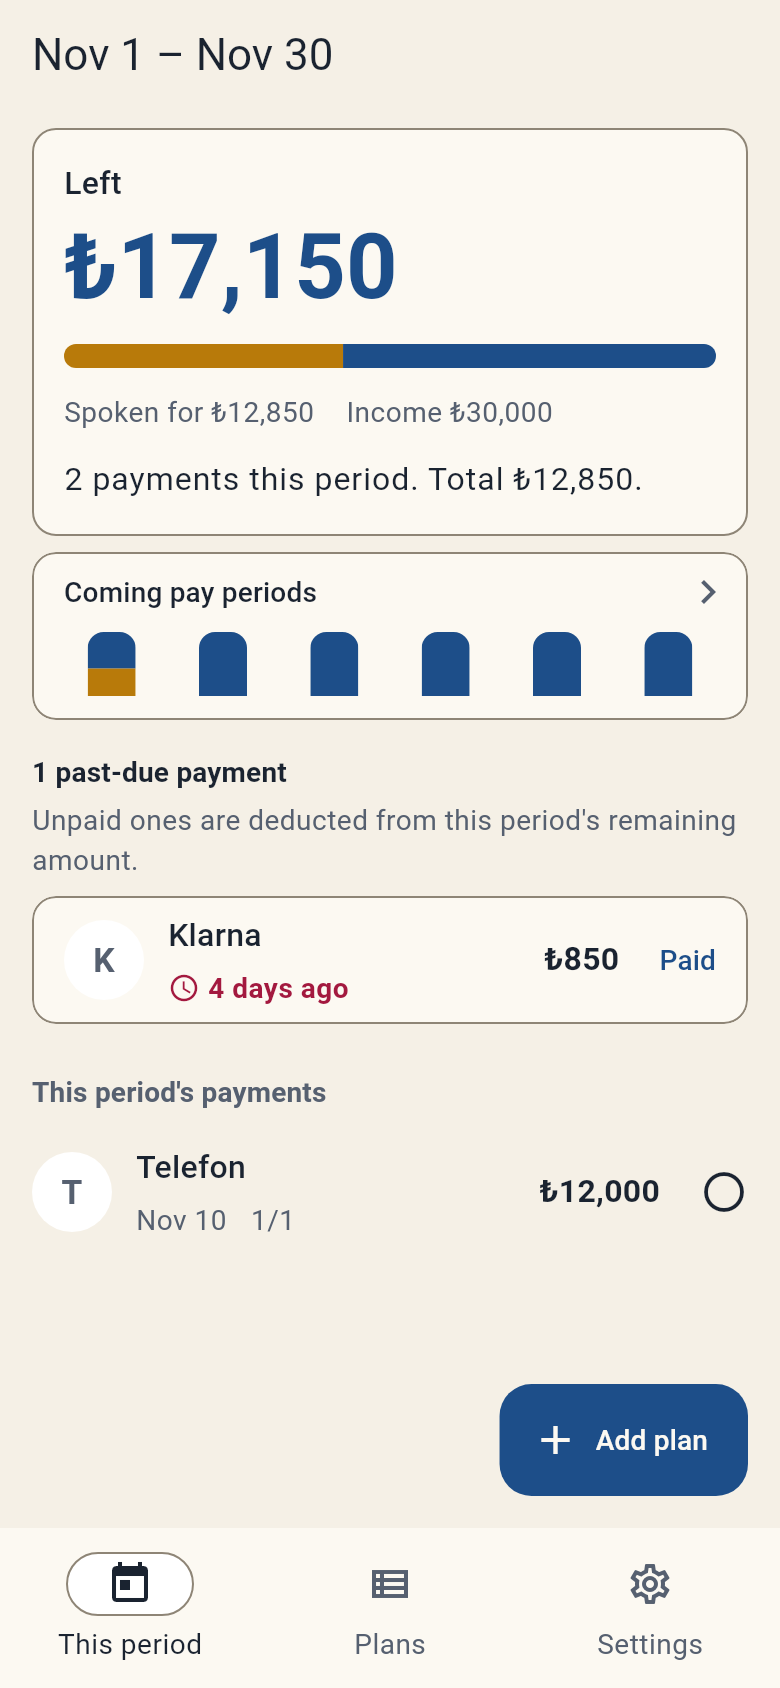 Nov 1 – Nov 30
Left
₺17,150
Spoken for ₺12,850 Income ₺30,000
2 payments this period. Total ₺12,850.
Coming pay periods
1 past-due payment
Unpaid ones are deducted from this period's remaining
amount.
K
Klarna
4 days ago
₺850
Paid
This period's payments
T
Telefon
Nov 10 1/1
₺12,000
Add plan
This period
Plans
Settings